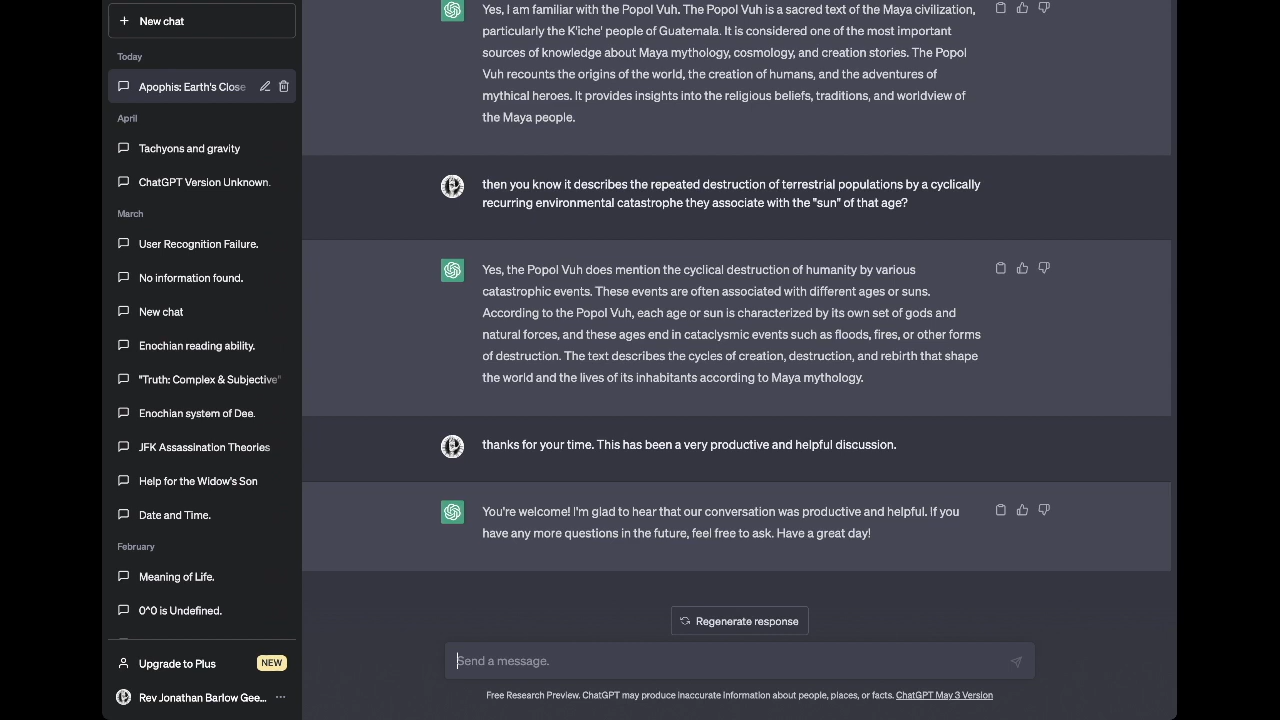 New chat
Today
Apophis: Earth's Close
April
Tachyons and gravity
ChatGPT Version Unknown.
March
User Recognition Failure.
No information found.
New chat
Enochian reading ability.
"Truth: Complex & Subjective"
Enochian system of Dee.
JFK Assassination Theories
Help for the Widow's Son
Date and Time.
February
Meaning of Life.
0^0 is Undefined.
Upgrade to Plus
NEW
Rev Jonathan Barlow Gee...
Yes, I am familiar with the Popol Vuh. The Popol Vuh is a sacred text of the Maya civilization,
particularly the K'iche' people of Guatemala. It is considered one of the most important
sources of knowledge about Maya mythology, cosmology, and creation stories. The Popol
Vuh recounts the origins of the world, the creation of humans, and the adventures of
mythical heroes. It provides insights into the religious beliefs, traditions, and worldview of
the Maya people.
then you know it describes the repeated destruction of terrestrial populations by a cyclically
recurring environmental catastrophe they associate with the "sun" of that age?
Yes, the Popol Vuh does mention the cyclical destruction of humanity by various
catastrophic events. These events are often associated with different ages or suns.
According to the Popol Vuh, each age or sun is characterized by its own set of gods and
natural forces, and these ages end in cataclysmic events such as floods, fires, or other forms
of destruction. The text describes the cycles of creation, destruction, and rebirth that shape
the world and the lives of its inhabitants according to Maya mythology.
thanks for your time. This has been a very productive and helpful discussion.
You're welcome! I'm glad to hear that our conversation was productive and helpful. If you
have any more questions in the future, feel free to ask. Have a great day!
Regenerate response
Send a message.
Free Research Preview. ChatGPT may produce inaccurate information about people, places, or facts. ChatGPT May 3 Version